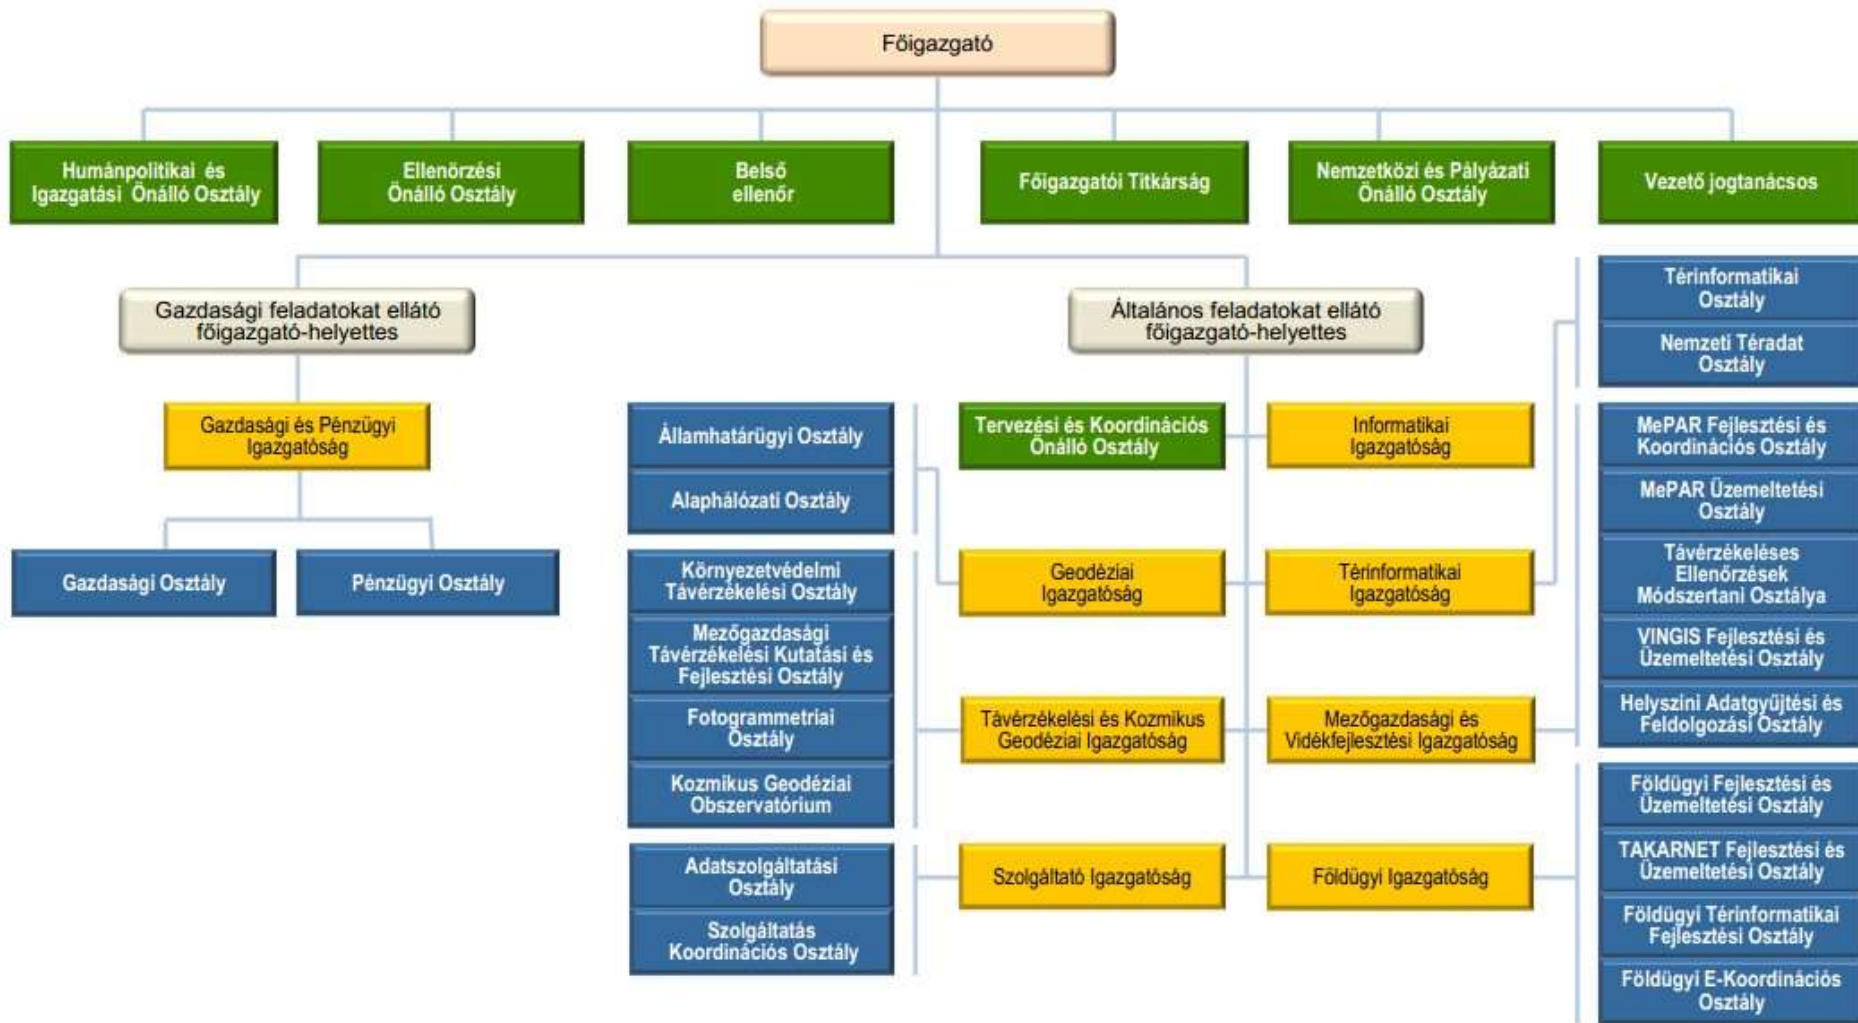 Főigazgató
Humánpolitikai és
Igazgatási Önálló Osztály
Ellenőrzési
Önálló Osztály
Belső
ellenőr
Főigazgatói Titkárság
Nemzetközi és Pályázati
Önálló Osztály
Vezető jogtanácsos
Gazdasági feladatokat ellátó
főigazgató-helyettes
Általános feladatokat ellátó
főigazgató-helyettes
Gazdasági és Pénzügyi
Igazgatóság
Gazdasági Osztály
Pénzügyi Osztály
Államhatárügyi Osztály
Alaphálózati Osztály
Környezetvédelmi
Távérzékelési Osztály
Mezőgazdasági
Távérzékelési Kutatási és
Fejlesztési Osztály
Fotogrammetriai
Osztály
Kozmikus Geodéziai
Obszervatórium
Adatszolgáltatási
Osztály
Szolgáltatás
Koordinációs Osztály
Tervezési és Koordinációs
Önálló Osztály
Geodéziai
Igazgatóság
Távérzékelési és Kozmikus
Geodéziai Igazgatóság
Szolgáltató Igazgatóság
Informatikai
Igazgatóság
Térinformatikai
Igazgatóság
Mezőgazdasági és
Vidékfejlesztési Igazgatóság
Földügyi Igazgatóság
Térinformatikai
Osztály
Nemzeti Téradat
Osztály
MePAR Fejlesztési és
Koordinációs Osztály
MePAR Üzemeltetési
Osztály
Távérzékeléses
Ellenőrzések
Módszertani Osztálya
VINGIS Fejlesztési és
Üzemeltetési Osztály
Helyszíni Adatgyűjtési és
Feldolgozási Osztály
Földügyi Fejlesztési és
Üzemeltetési Osztály
TAKARNET Fejlesztési és
Üzemeltetési Osztály
Földügyi Térinformatikai
Fejlesztési Osztály
Földügyi E-Koordinációs
Osztály